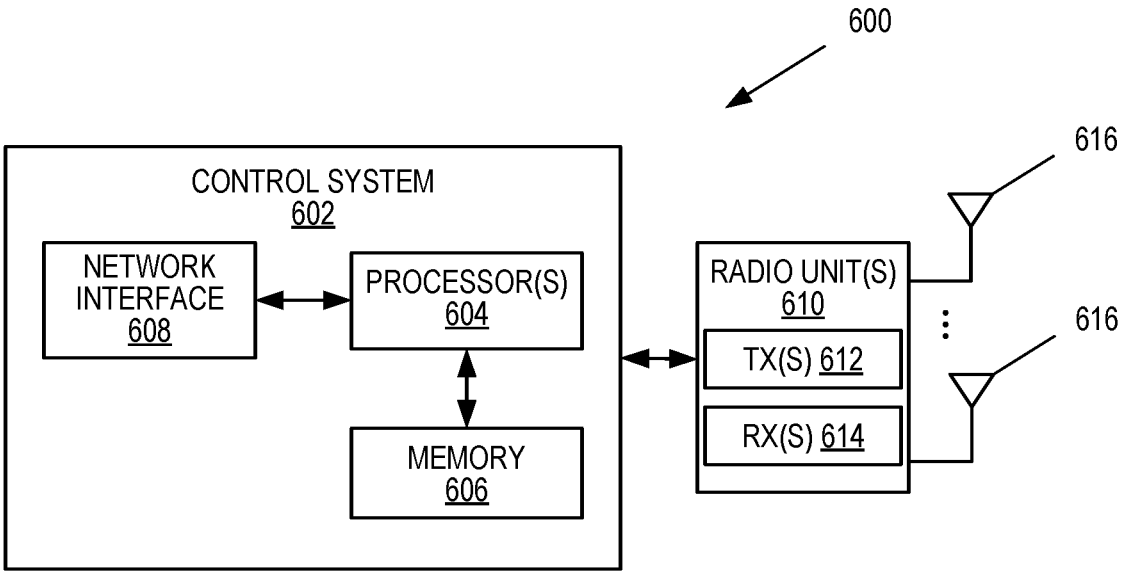 600
616
CONTROL SYSTEM
602
NETWORK
INTERFACE
608
PROCESSOR(S)
604
RADIO UNIT(S)
610
616
TX(S) 612
RX(S) 614
MEMORY
606